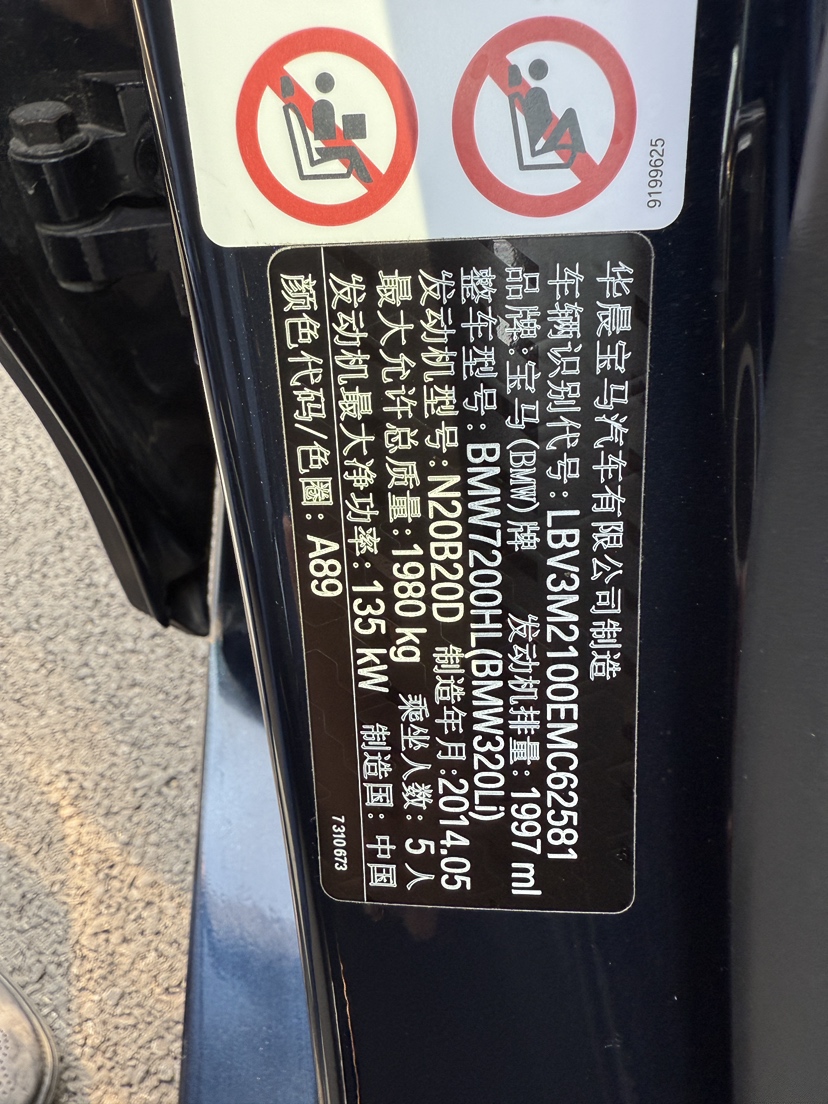 9199625
华晨宝马汽车有限公司制造
车辆识别代号:LBV3M2100EMC62581
品牌:宝马(BMW)牌 发动机排量:1997 ml
整车型号:BMW7200HL(BMW320Li)
发动机型号:N20B20D 制造年月:2014.05
最大允许总质量:1980 kg 乘坐人数: 5 人
发动机最大净功率: 135 kW 制造国: 中国
颜色代码/色圈: A89
7 310 673